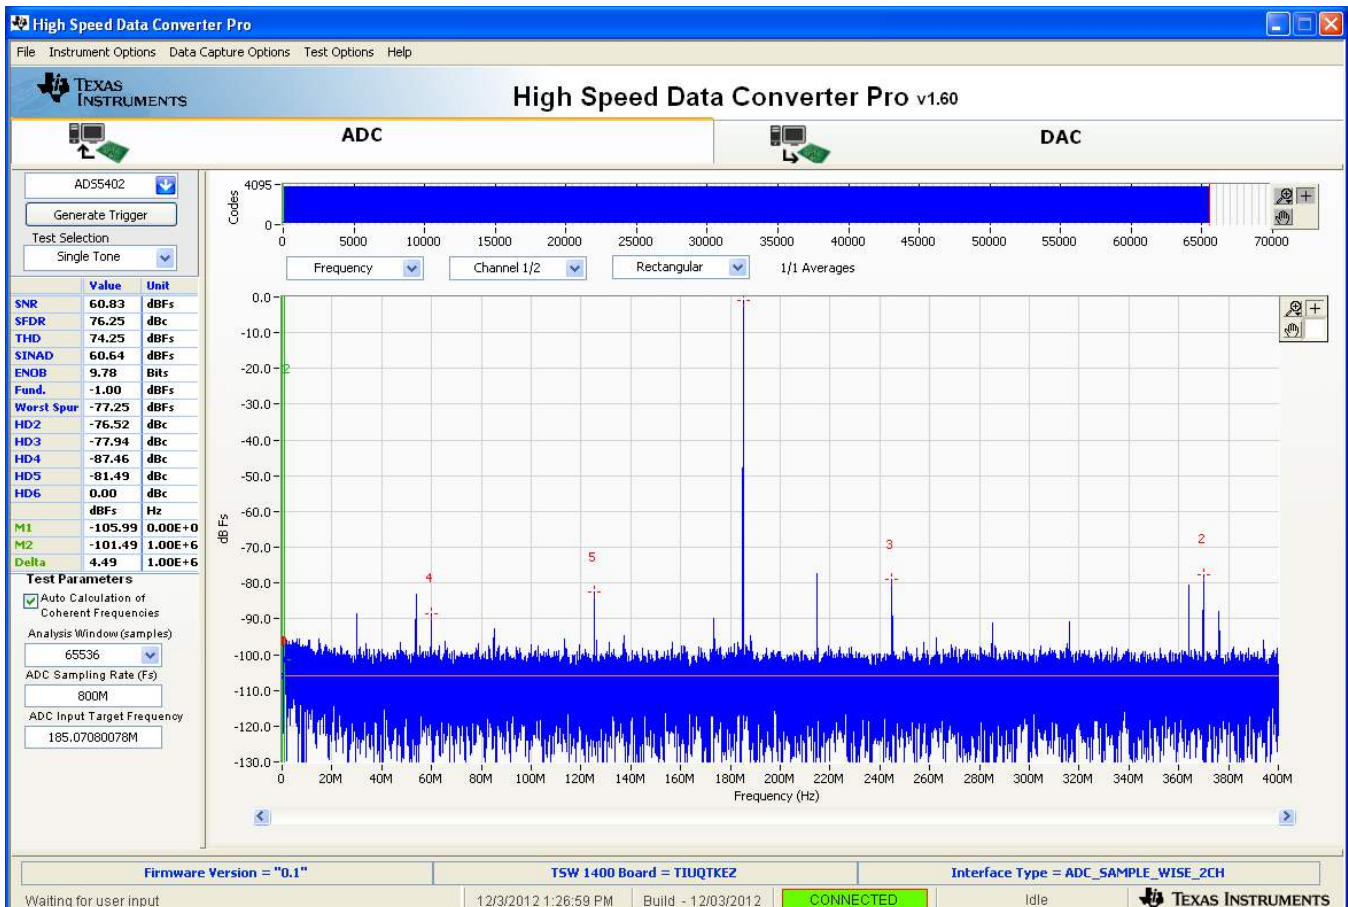 High Speed Data Converter Pro
File Instrument Options Data Capture Options Test Options Help
TEXAS INSTRUMENTS
High Speed Data Converter Pro v1.60
ADC
DAC
ADS5402
Generate Trigger
Test Selection
Single Tone
Value Unit
SNR 60.83 dBFs
SFDR 76.25 dBc
THD 74.25 dBFs
SINAD 60.64 dBFs
ENOB 9.78 Bits
Fund. -1.00 dBFs
Worst Spur -77.25 dBFs
HD2 -76.52 dBc
HD3 -77.94 dBc
HD4 -87.46 dBc
HD5 -81.49 dBc
HD6 0.00 dBc
dBFs Hz
M1 -105.99 0.00E+0
M2 -101.49 1.00E+6
Delta 4.49 1.00E+6
Test Parameters
Auto Calculation of
Coherent Frequencies
Analysis Window (samples)
65536
ADC Sampling Rate (Fs)
800M
ADC Input Target Frequency
185.07080078M
Codes
4095
0
0 5000 10000 15000 20000 25000 30000 35000 40000 45000 50000 55000 60000 65000 70000
Frequency Channel 1/2 Rectangular 1/1 Averages
dBFs
0.0
-10.0
-20.0
-30.0
-40.0
-50.0
-60.0
-70.0
-80.0
-90.0
-100.0
-110.0
-120.0
-130.0
2
4
5
3
2
0 20M 40M 60M 80M 100M 120M 140M 160M 180M 200M 220M 240M 260M 280M 300M 320M 340M 360M 380M 400M
Frequency (Hz)
Firmware Version = "0.1" TSW 1400 Board = TIUQTKEZ Interface Type = ADC_SAMPLE_WISE_2CH
Waiting for user input 12/3/2012 1:26:59 PM Build - 12/03/2012 CONNECTED Idle TEXAS INSTRUMENTS